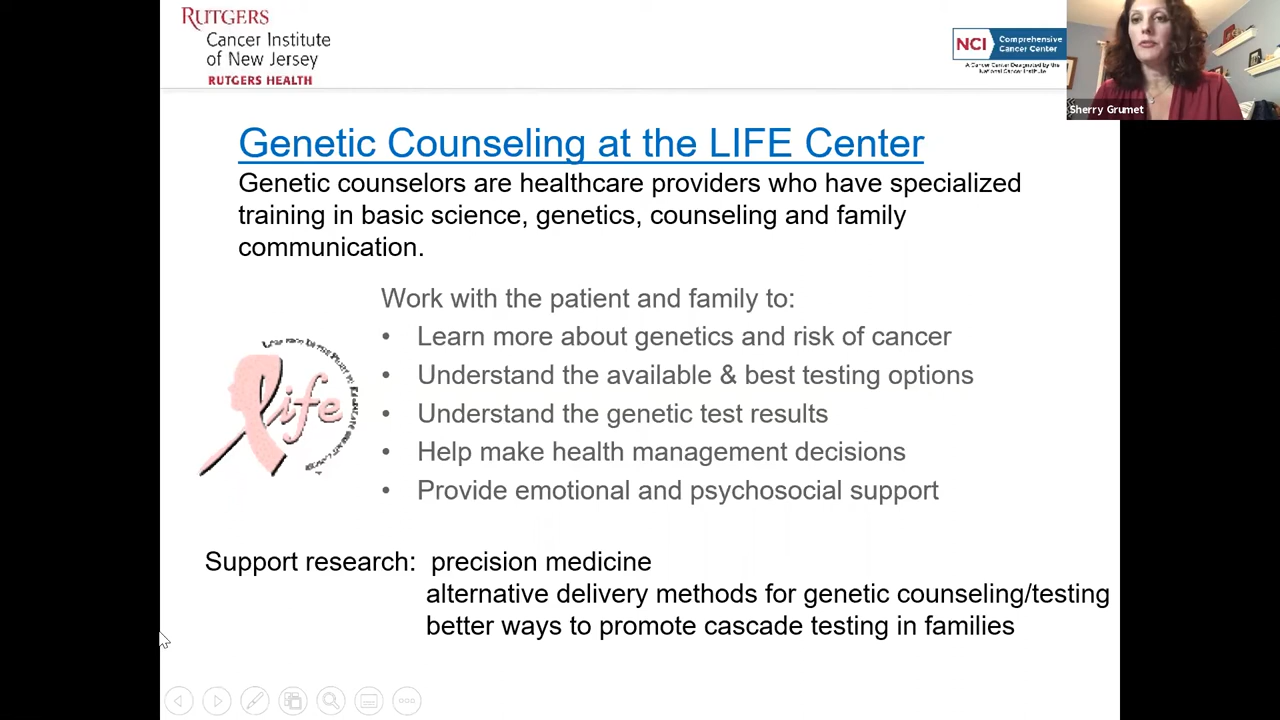 RUTGERS
Cancer Institute
of New Jersey
RUTGERS HEALTH
NCI Comprehensive
Cancer Center
A Cancer Center Designated by the
National Cancer Institute
Sherry Grumet
Genetic Counseling at the LIFE Center
Genetic counselors are healthcare providers who have specialized
training in basic science, genetics, counseling and family
communication.
Work with the patient and family to:
• Learn more about genetics and risk of cancer
• Understand the available & best testing options
• Understand the genetic test results
• Help make health management decisions
• Provide emotional and psychosocial support
life
Support research: precision medicine
alternative delivery methods for genetic counseling/testing
better ways to promote cascade testing in families